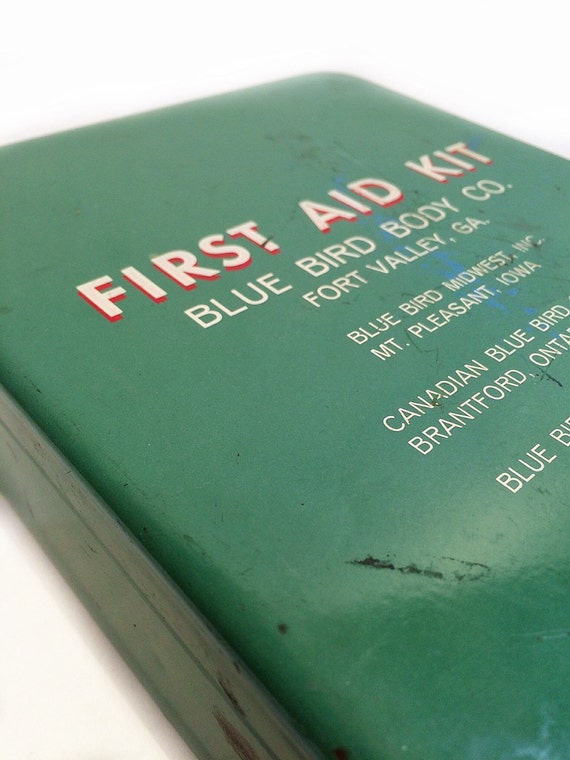 FIRST AID KIT
BLUE BIRD BODY CO.
FORT VALLEY, GA.
BLUE BIRD MIDWEST, INC.
MT. PLEASANT, IOWA
CANADIAN BLUE BIRD
BRANTFORD, ONTA
BLUE BIR